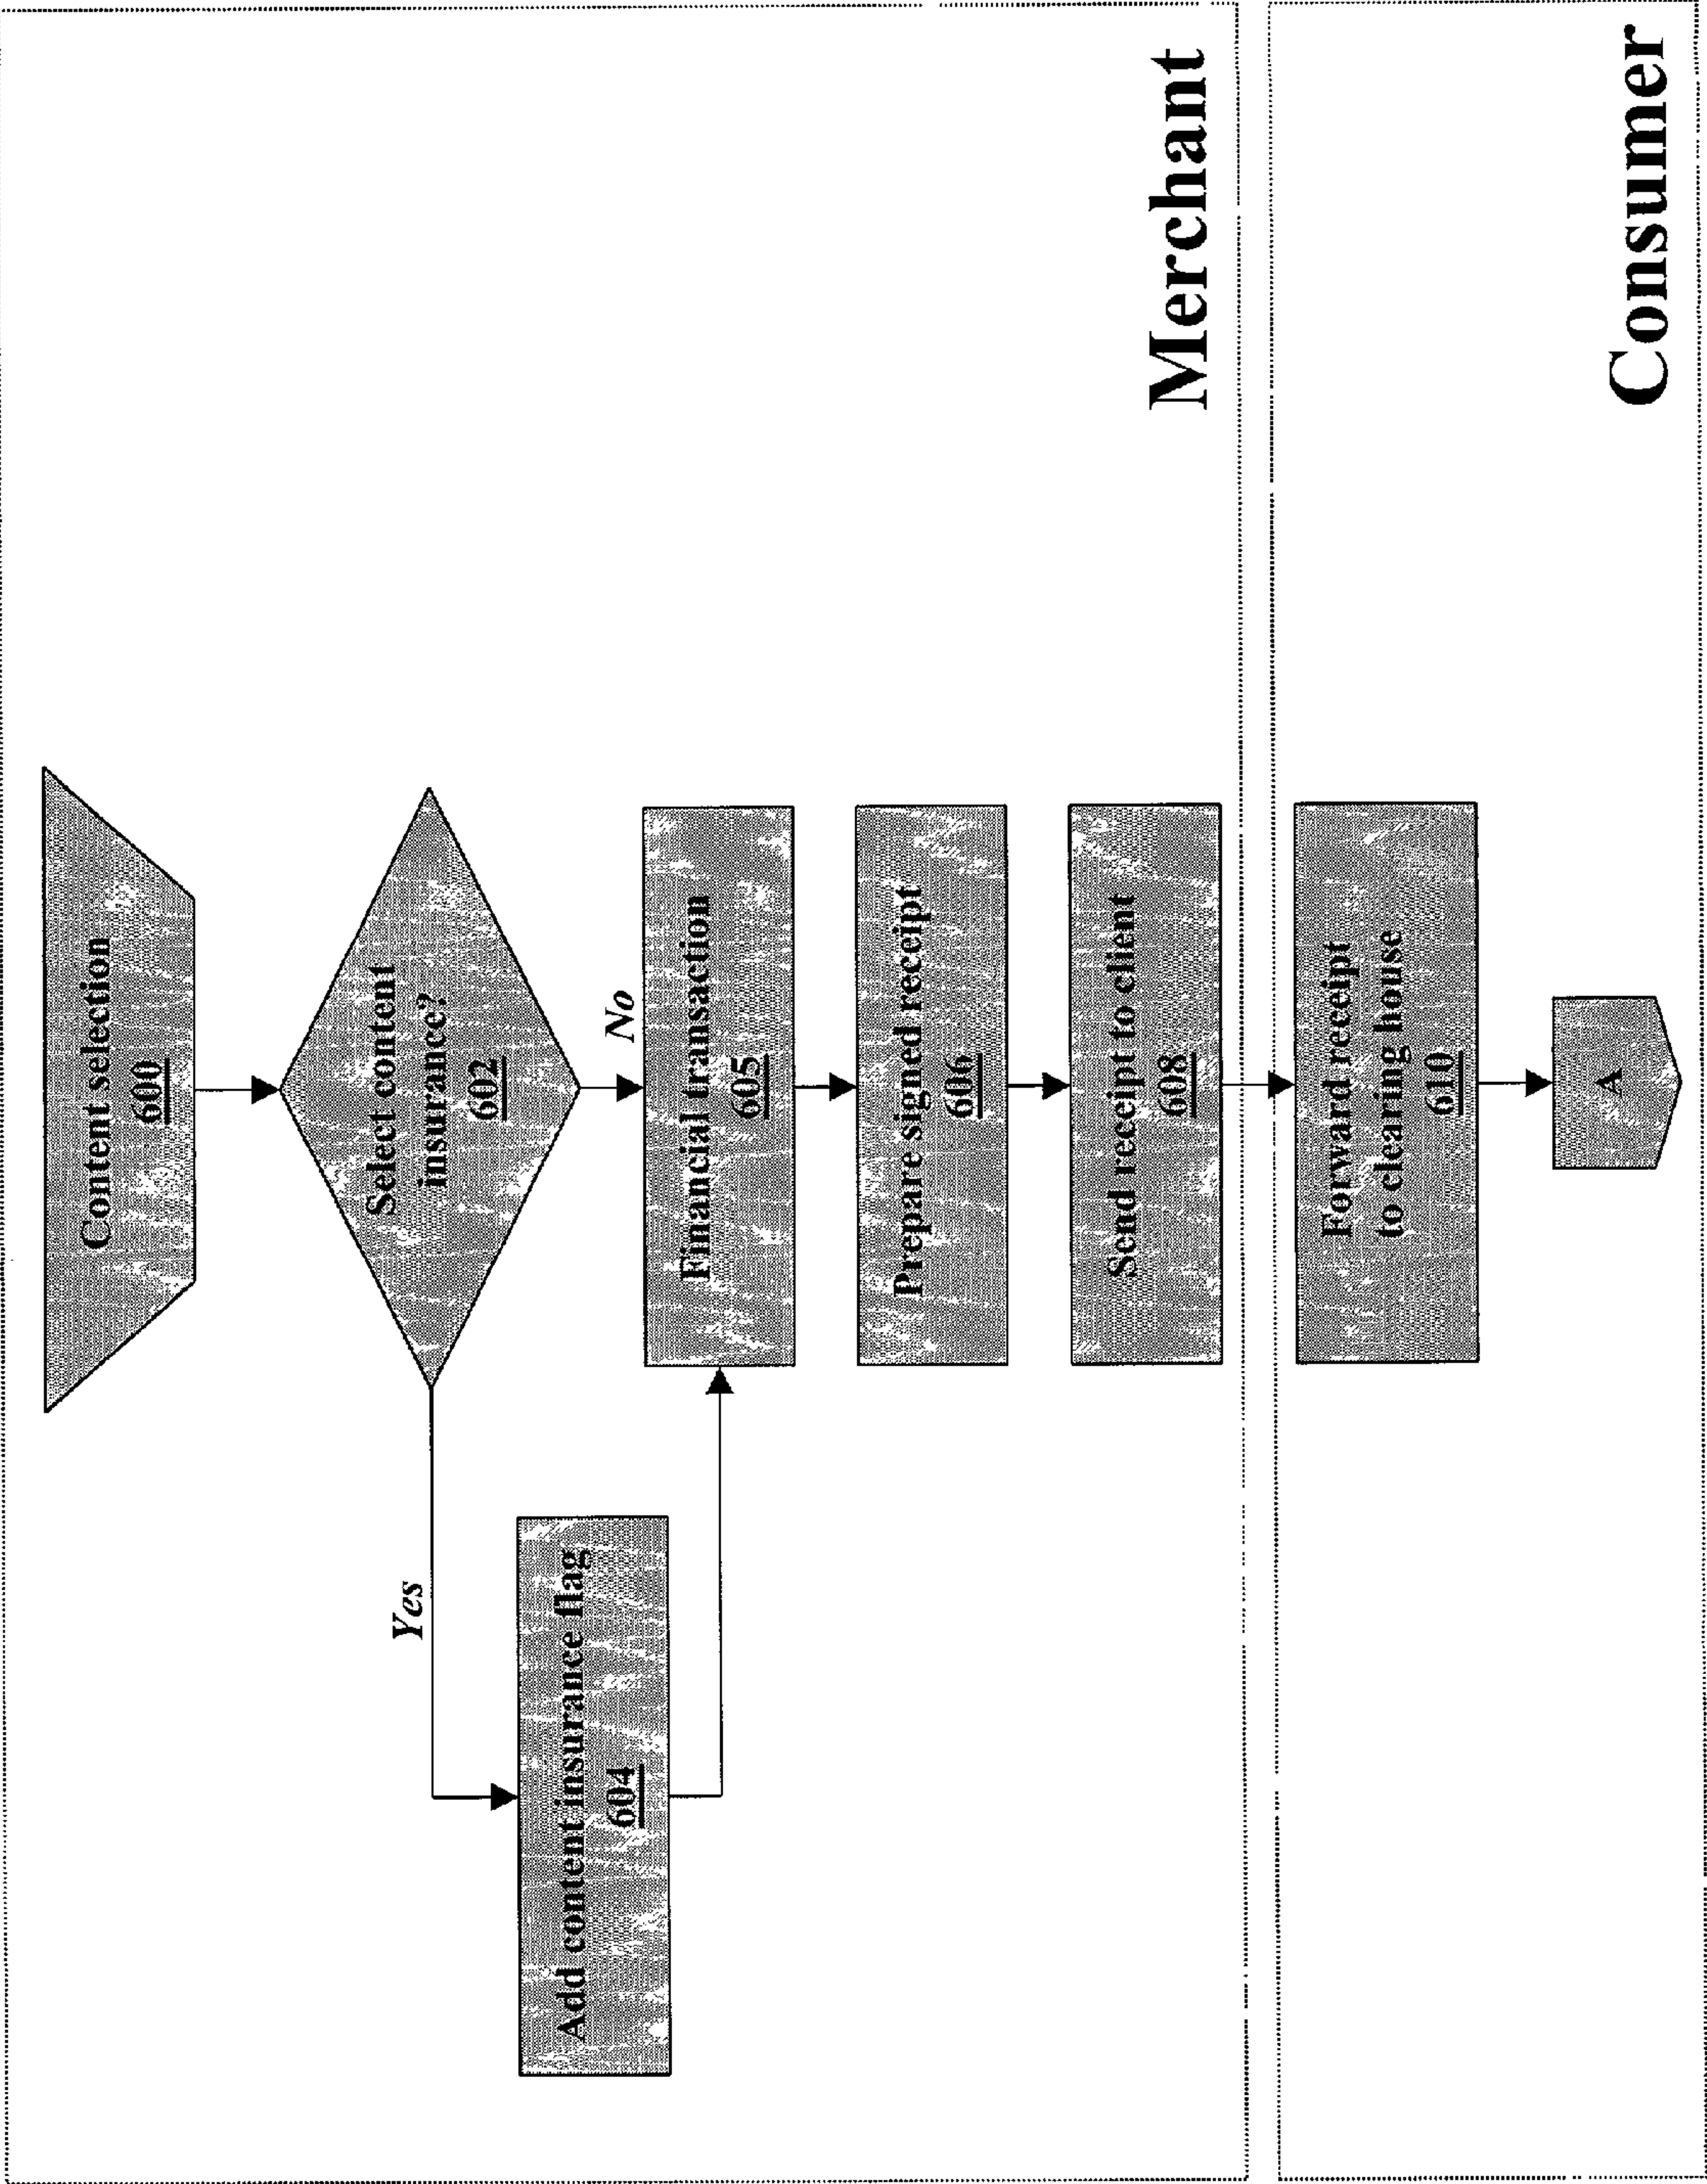 Content selection
600
Select content
insurance?
602
Yes
No
Add content insurance flag
604
Financial transaction
605
Prepare signed receipt
606
Send receipt to client
608
Merchant
Forward receipt
to clearing house
610
A
Consumer